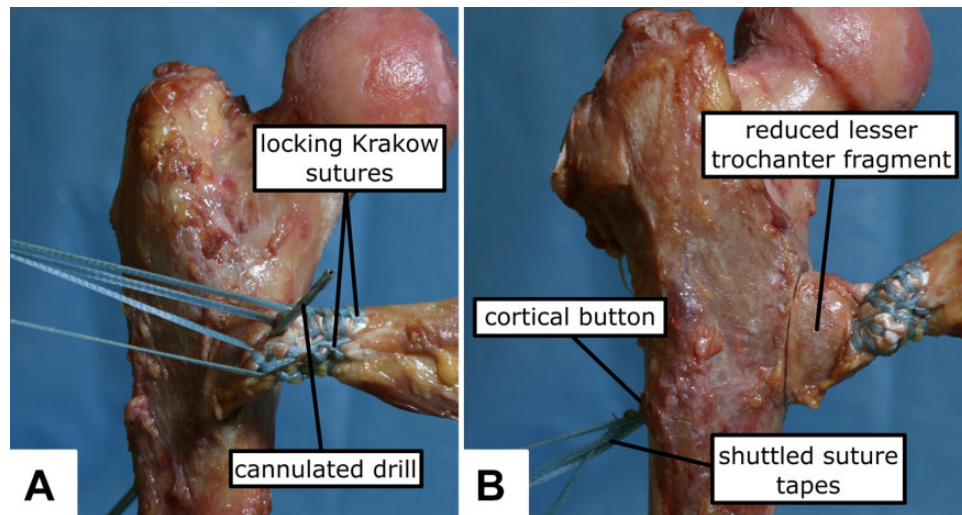 locking Krakow
sutures
cannulated drill
A
reduced lesser
trochanter fragment
cortical button
shuttled suture
tapes
B